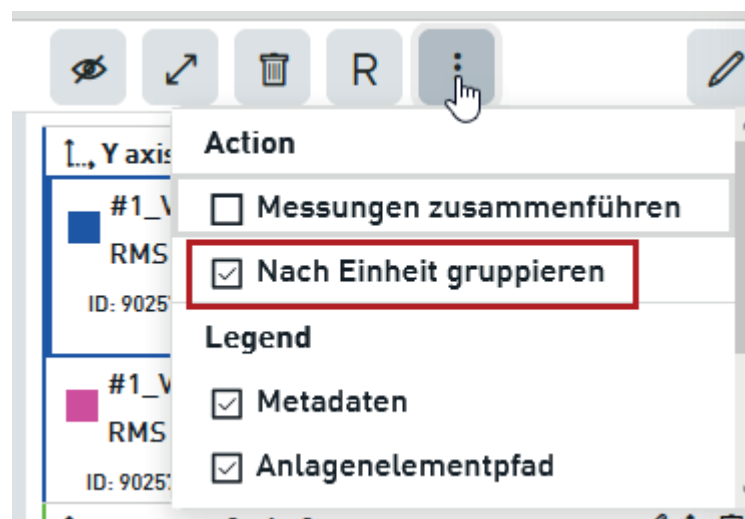 R
Y axis
Action
#1_V
RMS
ID: 9025
Messungen zusammenführen
Nach Einheit gruppieren
Legend
#1_V
RMS
ID: 9025
Metadaten
Anlagenelementpfad